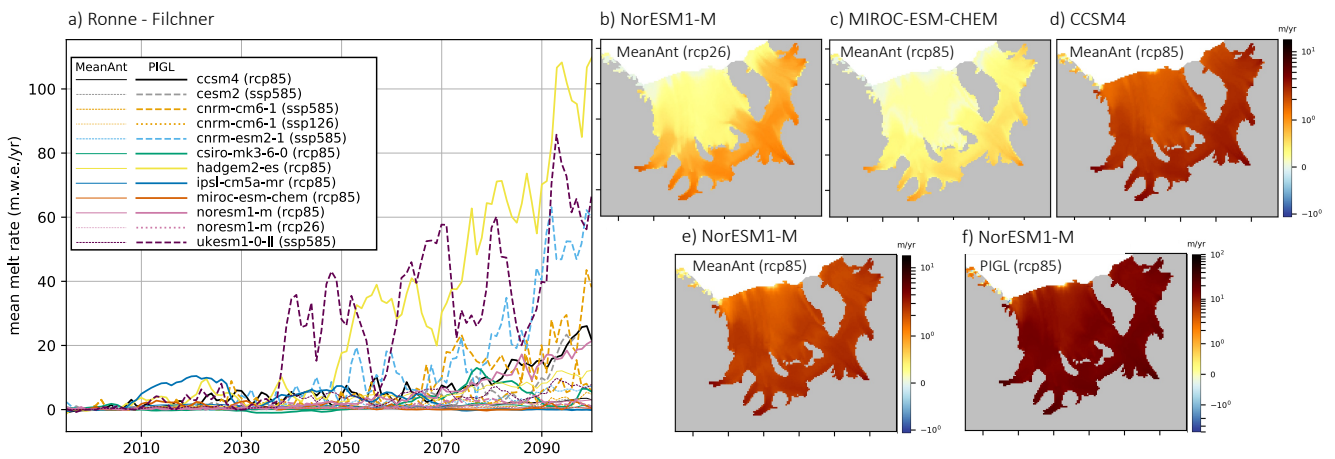 a) Ronne - Filchner
b) NorESM1-M
c) MIROC-ESM-CHEM
d) CCSM4
mean melt rate (m.w.e./yr)
100
80
60
40
20
0
2010
2030
2050
2070
2090
MeanAnt PIGL
ccsm4 (rcp85)
cesm2 (ssp585)
cnrm-cm6-1 (ssp585)
cnrm-cm6-1 (ssp126)
cnrm-esm2-1 (ssp585)
csiro-mk3-6-0 (rcp85)
hadgem2-es (rcp85)
ipsl-cm5a-mr (rcp85)
miroc-esm-chem (rcp85)
noresm1-m (rcp85)
noresm1-m (rcp26)
ukesm1-0-ll (ssp585)
MeanAnt (rcp26)
MeanAnt (rcp85)
MeanAnt (rcp85)
m/yr
10¹
10⁰
0
−10⁰
e) NorESM1-M
MeanAnt (rcp85)
m/yr
10¹
10⁰
0
−10⁰
f) NorESM1-M
PIGL (rcp85)
m/yr
10²
10¹
10⁰
0
−10⁰